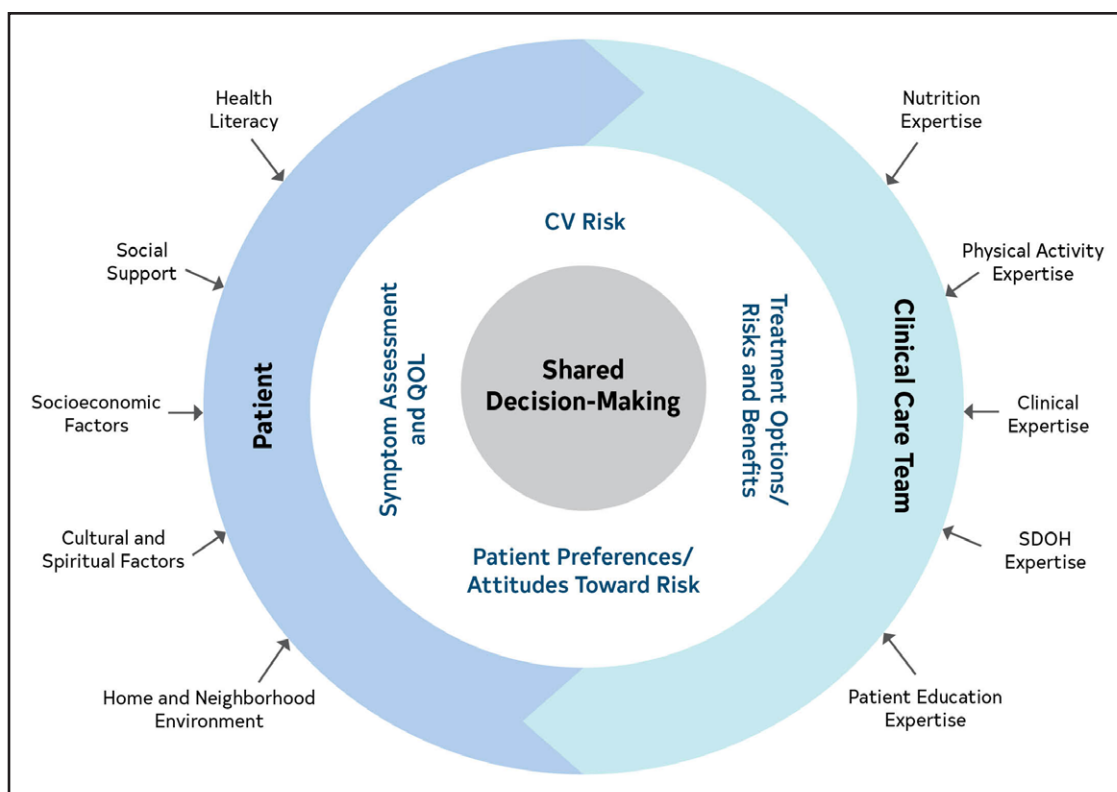 Health
Literacy
Social
Support
Socioeconomic
Factors
Cultural and
Spiritual Factors
Home and Neighborhood
Environment
Patient
CV Risk
Symptom Assessment
and QOL
Shared
Decision-Making
Treatment Options/
Risks and Benefits
Patient Preferences/
Attitudes Toward Risk
Clinical Care Team
Nutrition
Expertise
Physical Activity
Expertise
Clinical
Expertise
SDOH
Expertise
Patient Education
Expertise